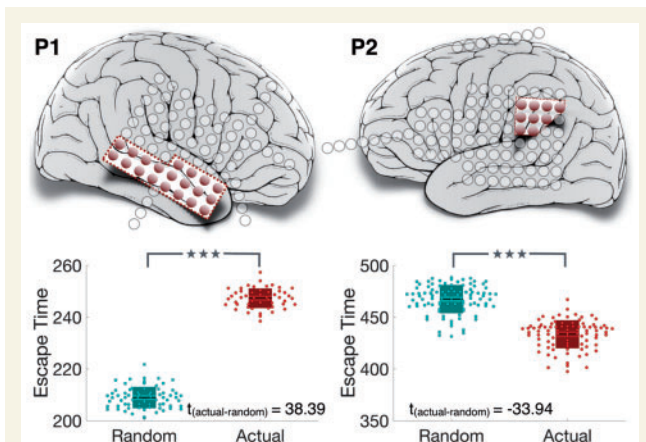 P1
P2
★★★
★★★
260
240
220
200
Escape Time
t(actual-random) = 38.39
Random
Actual
500
450
400
350
Escape Time
t(actual-random) = -33.94
Random
Actual